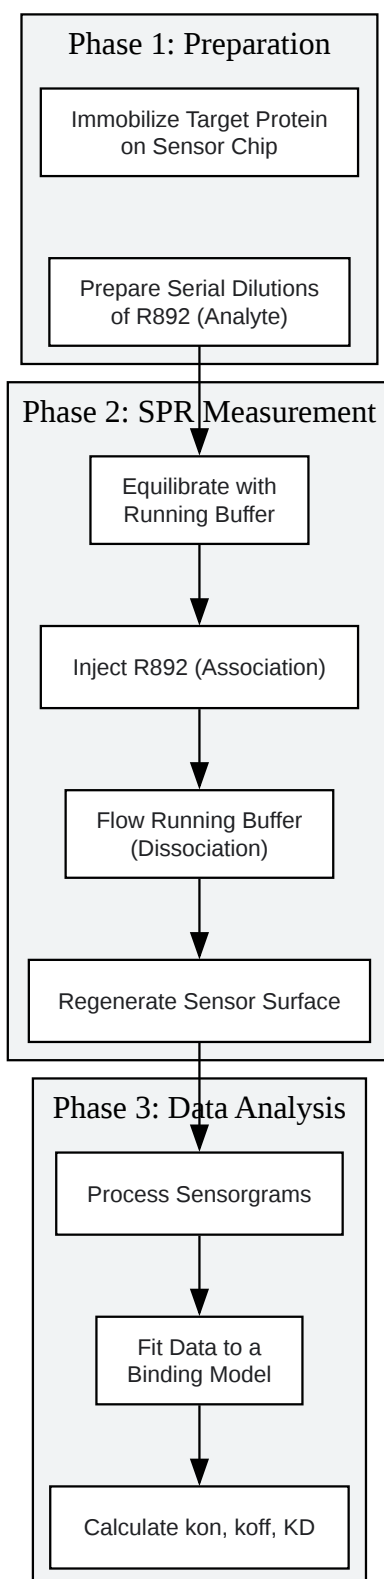 Phase 1: Preparation
Immobilize Target Protein
on Sensor Chip
Prepare Serial Dilutions
of R892 (Analyte)
Phase 2: SPR Measurement
Equilibrate with
Running Buffer
Inject R892 (Association)
Flow Running Buffer
(Dissociation)
Regenerate Sensor Surface
Phase 3: Data Analysis
Process Sensorgrams
Fit Data to a
Binding Model
Calculate kon, koff, KD